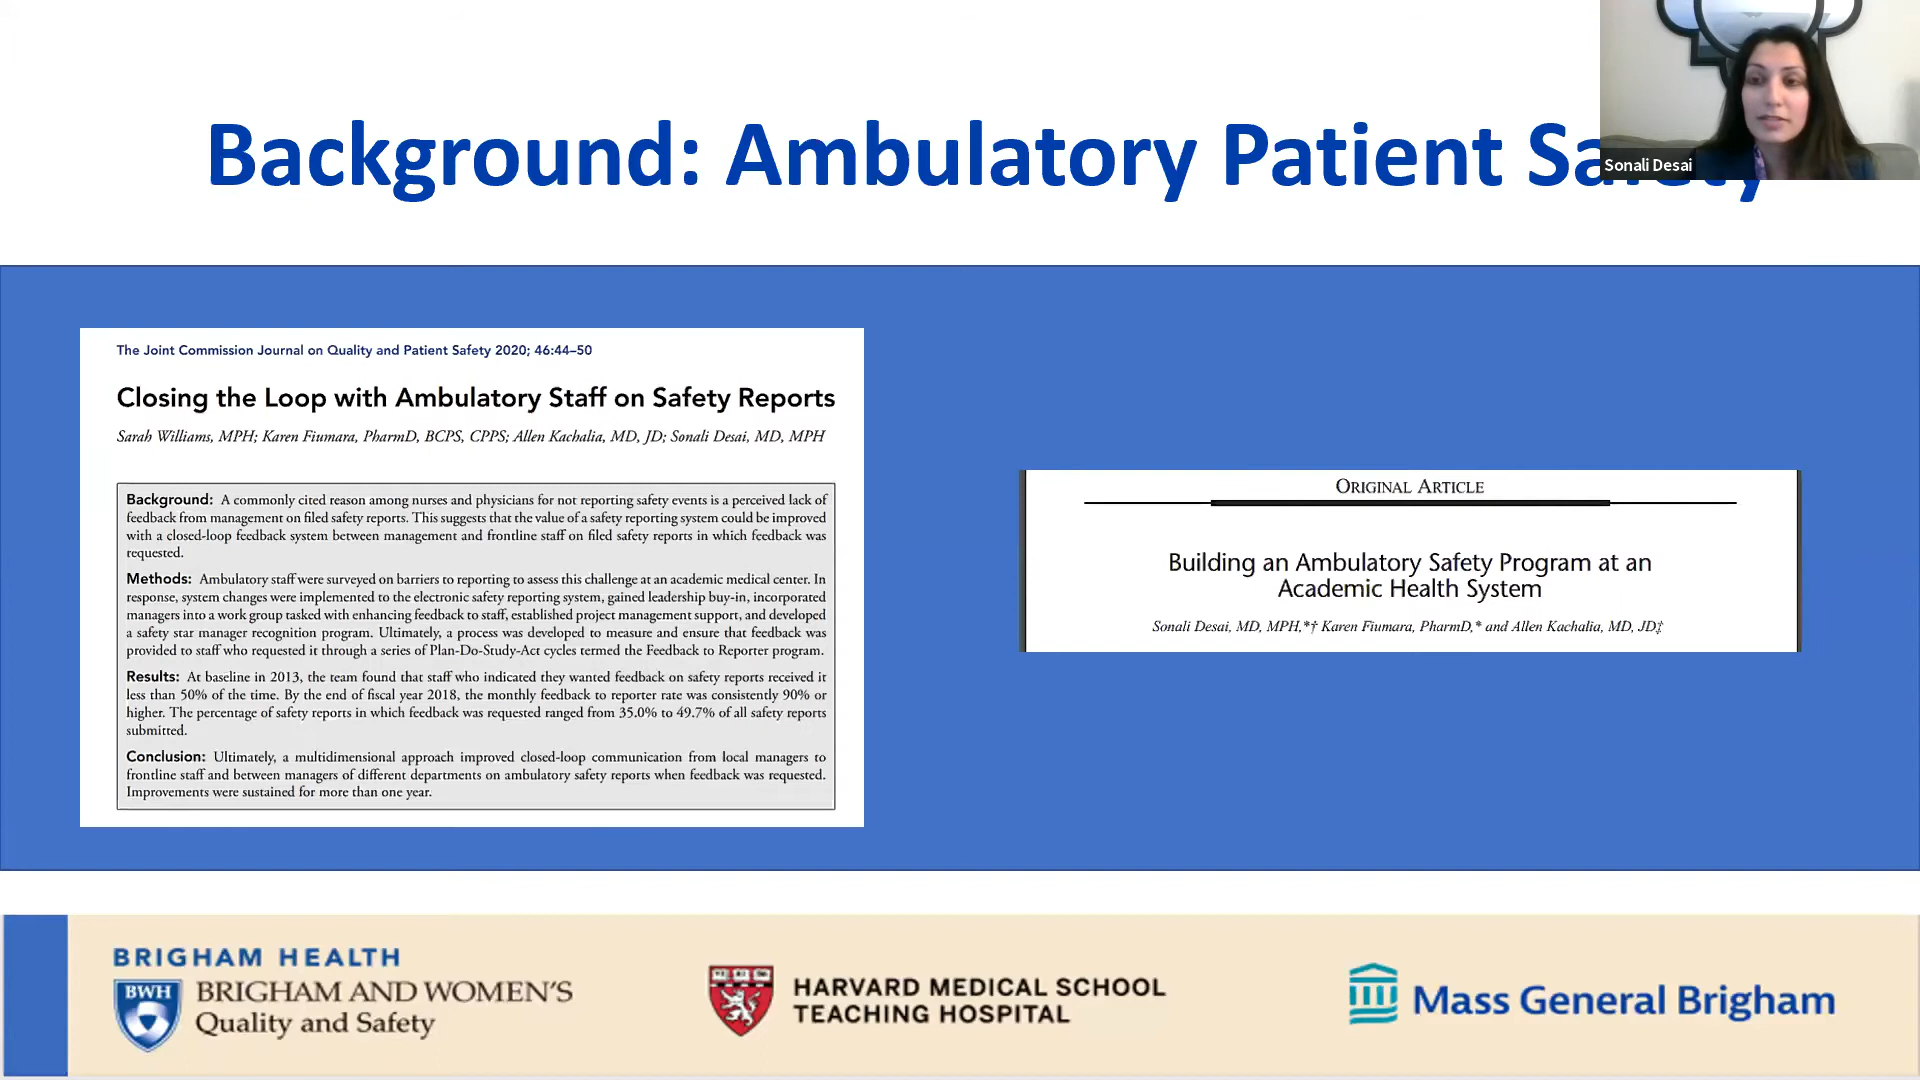 Background: Ambulatory Patient Safety
Sonali Desai
The Joint Commission Journal on Quality and Patient Safety 2020; 46:44–50
Closing the Loop with Ambulatory Staff on Safety Reports
Sarah Williams, MPH; Karen Fiumara, PharmD, BCPS, CPPS; Allen Kachalia, MD, JD; Sonali Desai, MD, MPH
Background: A commonly cited reason among nurses and physicians for not reporting safety events is a perceived lack of
feedback from management on filed safety reports. This suggests that the value of a safety reporting system could be improved
with a closed-loop feedback system between management and frontline staff on filed safety reports in which feedback was
requested.
Methods: Ambulatory staff were surveyed on barriers to reporting to assess this challenge at an academic medical center. In
response, system changes were implemented to the electronic safety reporting system, gained leadership buy-in, incorporated
managers into a work group tasked with enhancing feedback to staff, established project management support, and developed
a safety star manager recognition program. Ultimately, a process was developed to measure and ensure that feedback was
provided to staff who requested it through a series of Plan-Do-Study-Act cycles termed the Feedback to Reporter program.
Results: At baseline in 2013, the team found that staff who indicated they wanted feedback on safety reports received it
less than 50% of the time. By the end of fiscal year 2018, the monthly feedback to reporter rate was consistently 90% or
higher. The percentage of safety reports in which feedback was requested ranged from 35.0% to 49.7% of all safety reports
submitted.
Conclusion: Ultimately, a multidimensional approach improved closed-loop communication from local managers to
frontline staff and between managers of different departments on ambulatory safety reports when feedback was requested.
Improvements were sustained for more than one year.
ORIGINAL ARTICLE
Building an Ambulatory Safety Program at an
Academic Health System
Sonali Desai, MD, MPH,*† Karen Fiumara, PharmD,* and Allen Kachalia, MD, JD‡
BRIGHAM HEALTH
BWH
BRIGHAM AND WOMEN'S
Quality and Safety
HARVARD MEDICAL SCHOOL
TEACHING HOSPITAL
Mass General Brigham